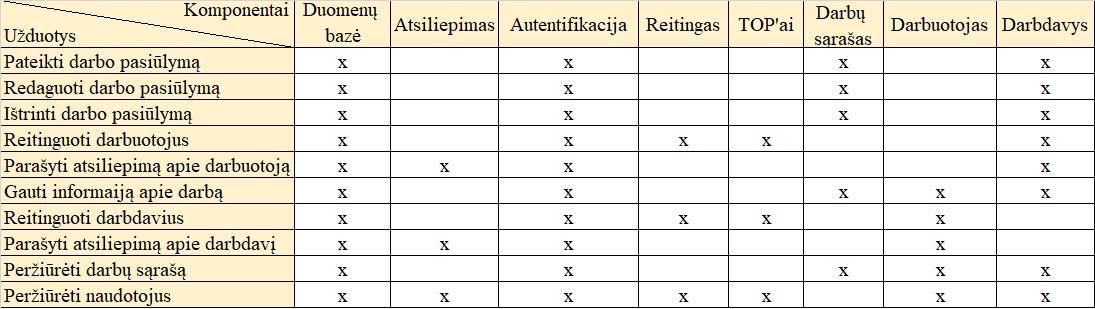 Komponentai
Užduotys
Duomenų bazė Atsiliepimas Autentifikacija Reitingas TOP'ai Darbų sąrašas Darbuotojas Darbdavys
Pateikti darbo pasiūlymą x x x x
Redaguoti darbo pasiūlymą x x x x
Ištrinti darbo pasiūlymą x x x x
Reitinguoti darbuotojus x x x x x
Parašyti atsiliepimą apie darbuotoją x x x x
Gauti informaiją apie darbą x x x x x
Reitinguoti darbdavius x x x x x
Parašyti atsiliepimą apie darbdavį x x x x
Peržiūrėti darbų sąrašą x x x x x
Peržiūrėti naudotojus x x x x x x x